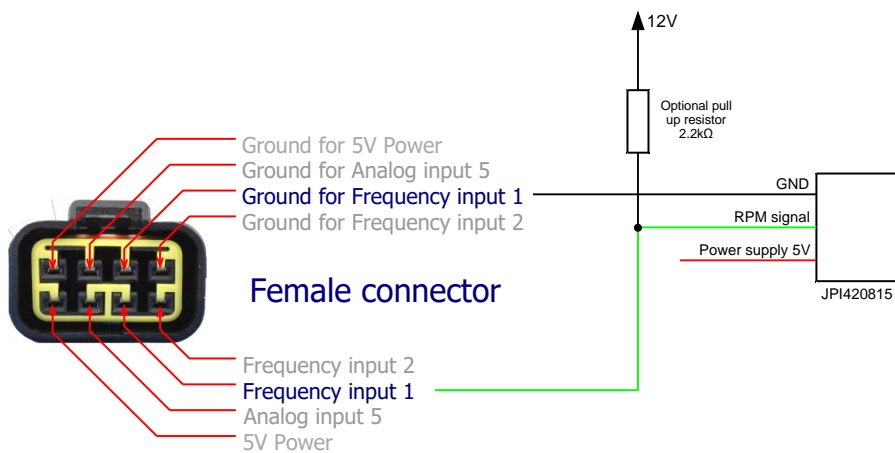 12V
Optional pull
up resistor
2.2kΩ
Ground for 5V Power
Ground for Analog input 5
Ground for Frequency input 1
Ground for Frequency input 2
GND
RPM signal
Power supply 5V
JPI420815
Female connector
Frequency input 2
Frequency input 1
Analog input 5
5V Power